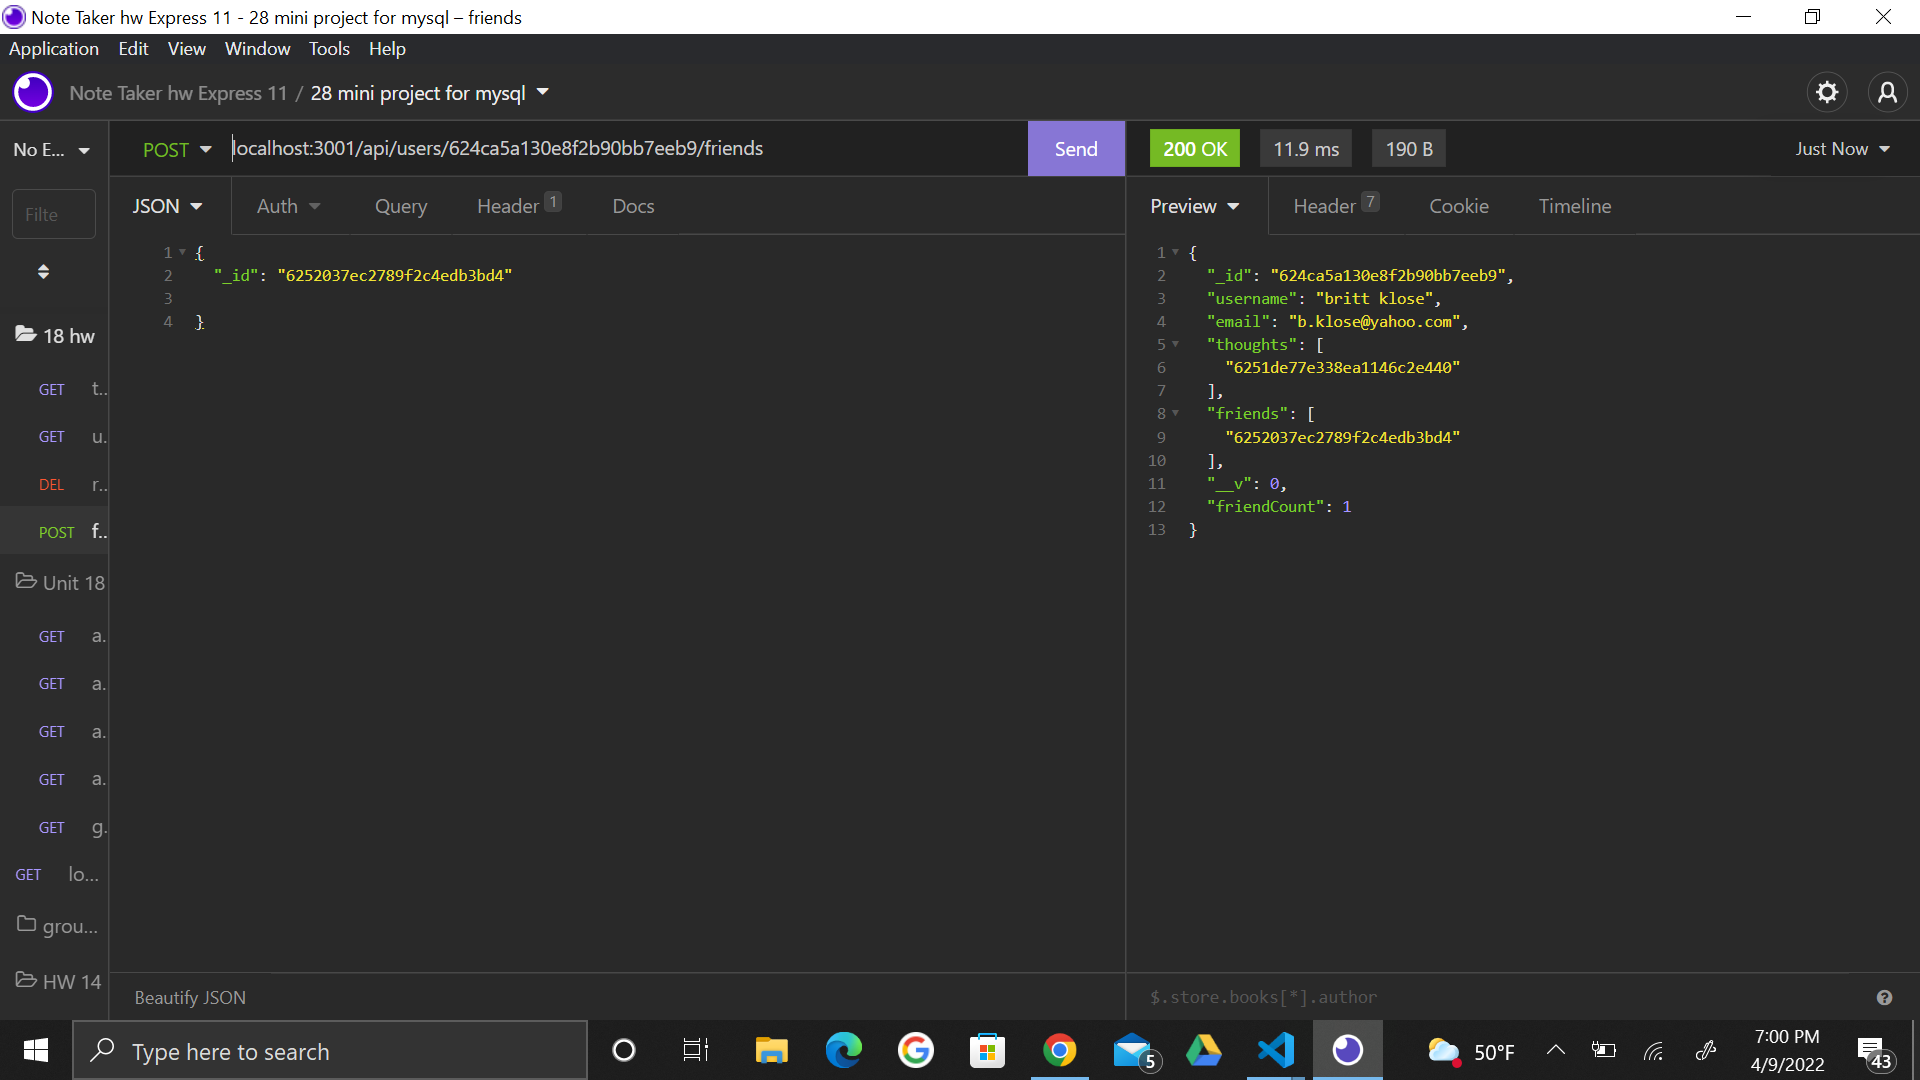 Note Taker hw Express 11 - 28 mini project for mysql – friends
Application Edit View Window Tools Help
Note Taker hw Express 11 / 28 mini project for mysql
No E...
POST localhost:3001/api/users/624ca5a130e8f2b90bb7eeb9/friends
Send
200 OK 11.9 ms 190 B
Just Now
Filte
JSON Auth Query Header 1 Docs
Preview Header 7 Cookie Timeline
1 {
2 "_id": "6252037ec2789f2c4edb3bd4"
3
4 }
1 {
2 "_id": "624ca5a130e8f2b90bb7eeb9",
3 "username": "britt klose",
4 "email": "b.klose@yahoo.com",
5 "thoughts": [
6 "6251de77e338ea1146c2e440"
7 ],
8 "friends": [
9 "6252037ec2789f2c4edb3bd4"
10 ],
11 "__v": 0,
12 "friendCount": 1
13 }
18 hw
GET t..
GET u.
DEL r..
POST f..
Unit 18
GET a.
GET a.
GET a.
GET a.
GET g.
GET lo...
grou...
HW 14
Beautify JSON
$.store.books[*].author
Type here to search
5
50°F
7:00 PM
4/9/2022
43